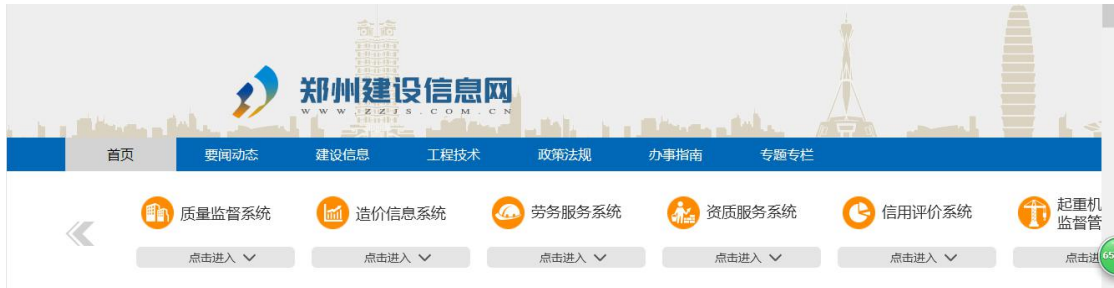 郑州建设信息网
WWW.ZZJS.COM.CN
首页 要闻动态 建设信息 工程技术 政策法规 办事指南 专题专栏
质量监督系统 造价信息系统 劳务服务系统 资质服务系统 信用评价系统 起重机
监督管
点击进入 点击进入 点击进入 点击进入 点击进入 点击进
65